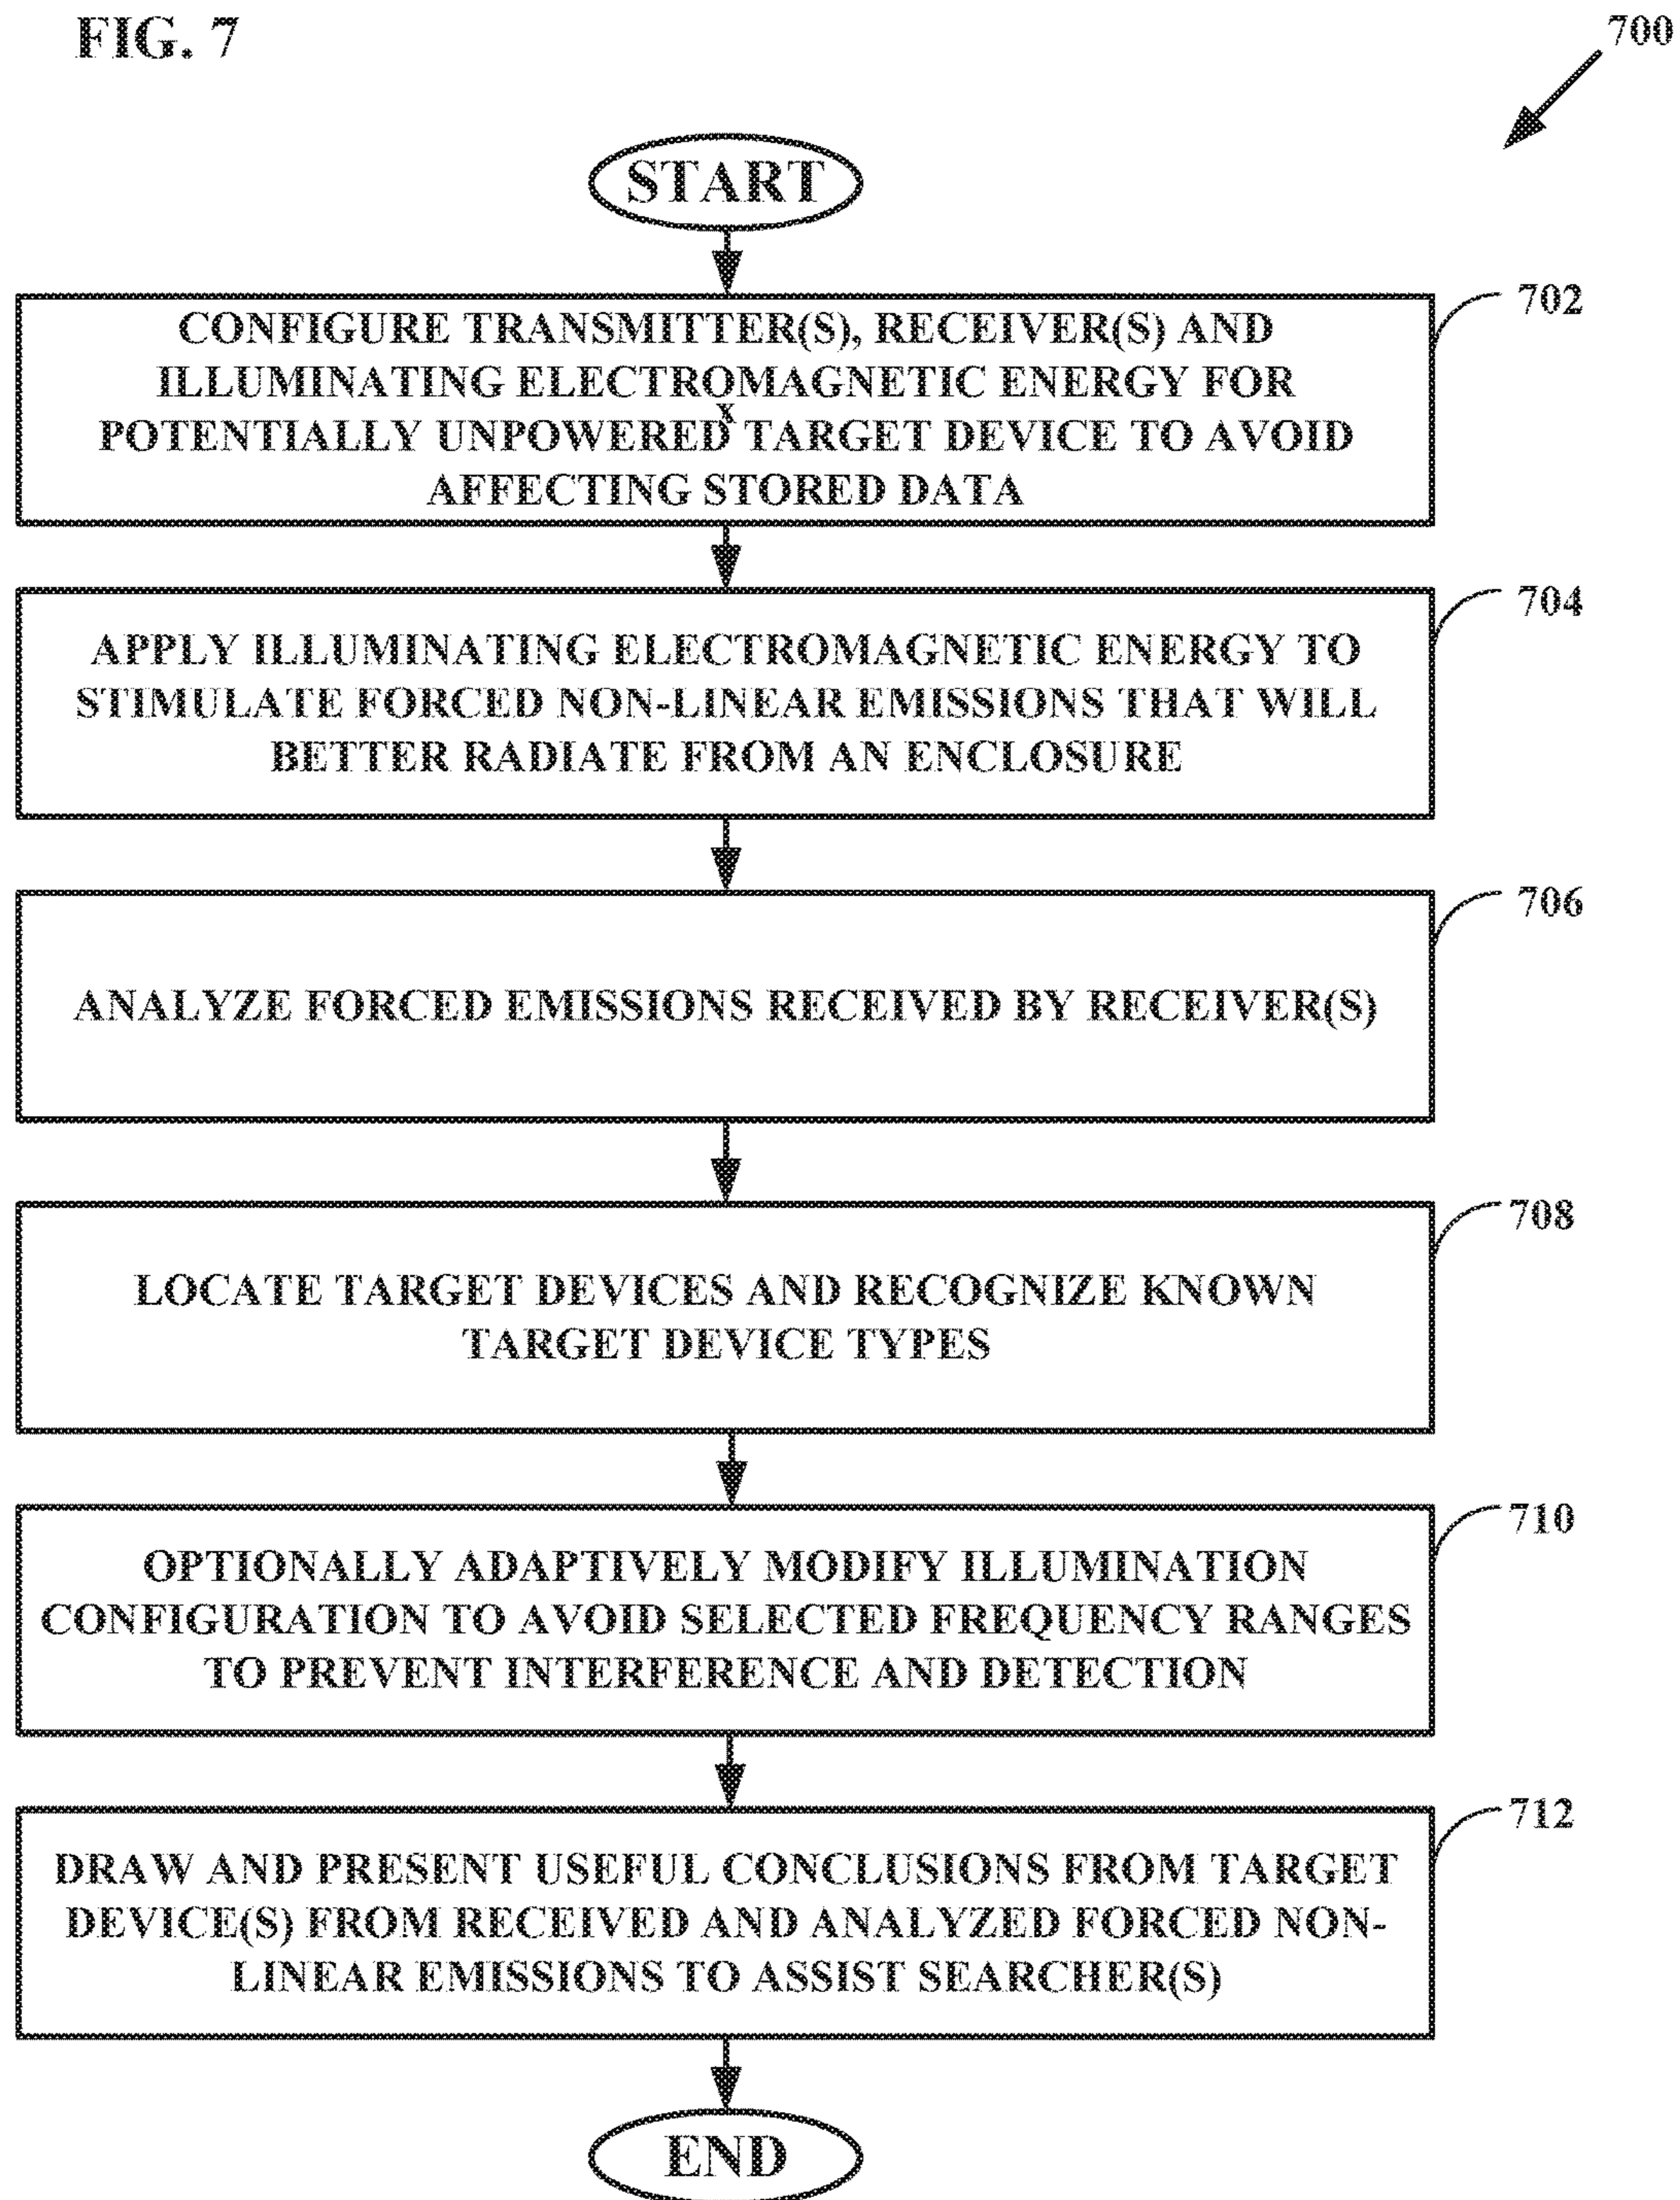 FIG. 7
700
START
702
CONFIGURE TRANSMITTER(S), RECEIVER(S) AND
ILLUMINATING ELECTROMAGNETIC ENERGY FOR
x
POTENTIALLY UNPOWERED TARGET DEVICE TO AVOID
AFFECTING STORED DATA
704
APPLY ILLUMINATING ELECTROMAGNETIC ENERGY TO
STIMULATE FORCED NON-LINEAR EMISSIONS THAT WILL
BETTER RADIATE FROM AN ENCLOSURE
706
ANALYZE FORCED EMISSIONS RECEIVED BY RECEIVER(S)
708
LOCATE TARGET DEVICES AND RECOGNIZE KNOWN
TARGET DEVICE TYPES
710
OPTIONALLY ADAPTIVELY MODIFY ILLUMINATION
CONFIGURATION TO AVOID SELECTED FREQUENCY RANGES
TO PREVENT INTERFERENCE AND DETECTION
712
DRAW AND PRESENT USEFUL CONCLUSIONS FROM TARGET
DEVICE(S) FROM RECEIVED AND ANALYZED FORCED NON-
LINEAR EMISSIONS TO ASSIST SEARCHER(S)
END